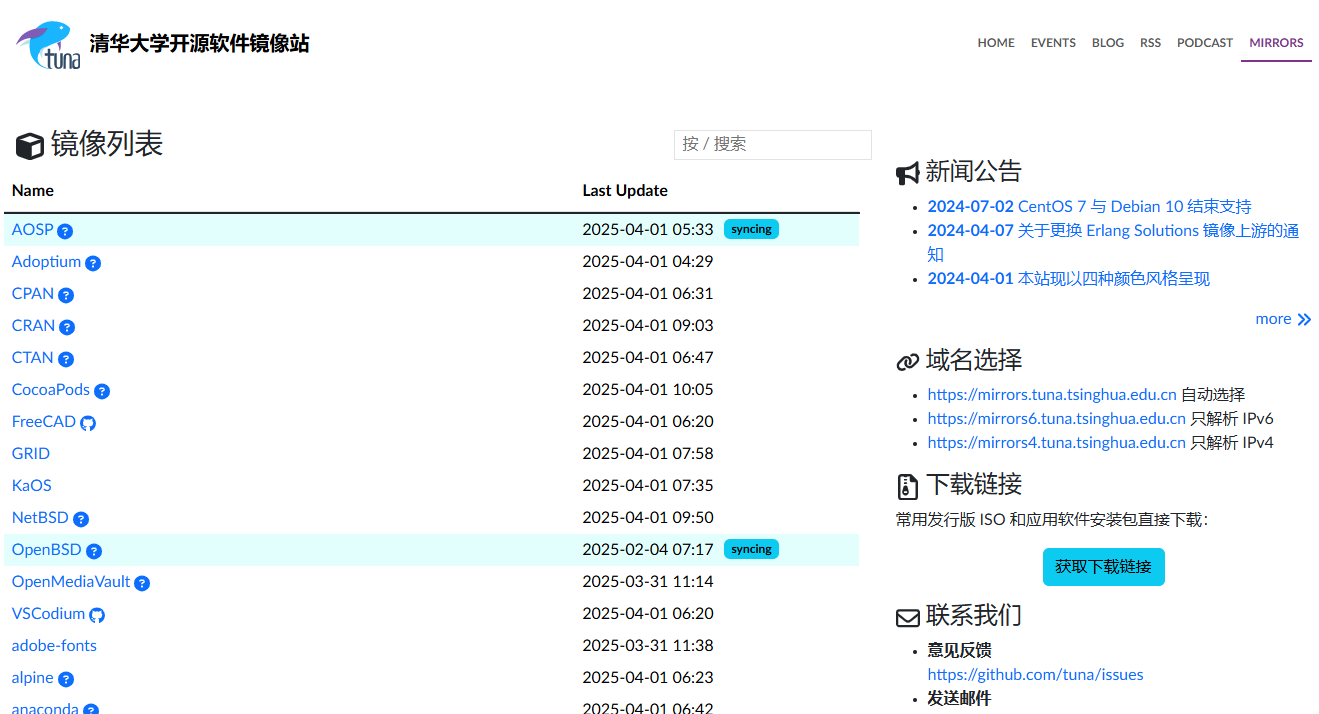 tuna 清华大学开源软件镜像站
HOME EVENTS BLOG RSS PODCAST MIRRORS
镜像列表
按 / 搜索
Name Last Update
AOSP 2025-04-01 05:33 syncing
Adoptium 2025-04-01 04:29
CPAN 2025-04-01 06:31
CRAN 2025-04-01 09:03
CTAN 2025-04-01 06:47
CocoaPods 2025-04-01 10:05
FreeCAD 2025-04-01 06:20
GRID 2025-04-01 07:58
KaOS 2025-04-01 07:35
NetBSD 2025-04-01 09:50
OpenBSD 2025-02-04 07:17 syncing
OpenMediaVault 2025-03-31 11:14
VSCodium 2025-04-01 06:20
adobe-fonts 2025-03-31 11:38
alpine 2025-04-01 06:23
anaconda 2025-04-01 06:42
新闻公告
2024-07-02 CentOS 7 与 Debian 10 结束支持
2024-04-07 关于更换 Erlang Solutions 镜像上游的通
知
2024-04-01 本站现以四种颜色风格呈现
more
域名选择
https://mirrors.tuna.tsinghua.edu.cn 自动选择
https://mirrors6.tuna.tsinghua.edu.cn 只解析 IPv6
https://mirrors4.tuna.tsinghua.edu.cn 只解析 IPv4
下载链接
常用发行版 ISO 和应用软件安装包直接下载：
获取下载链接
联系我们
意见反馈
https://github.com/tuna/issues
发送邮件